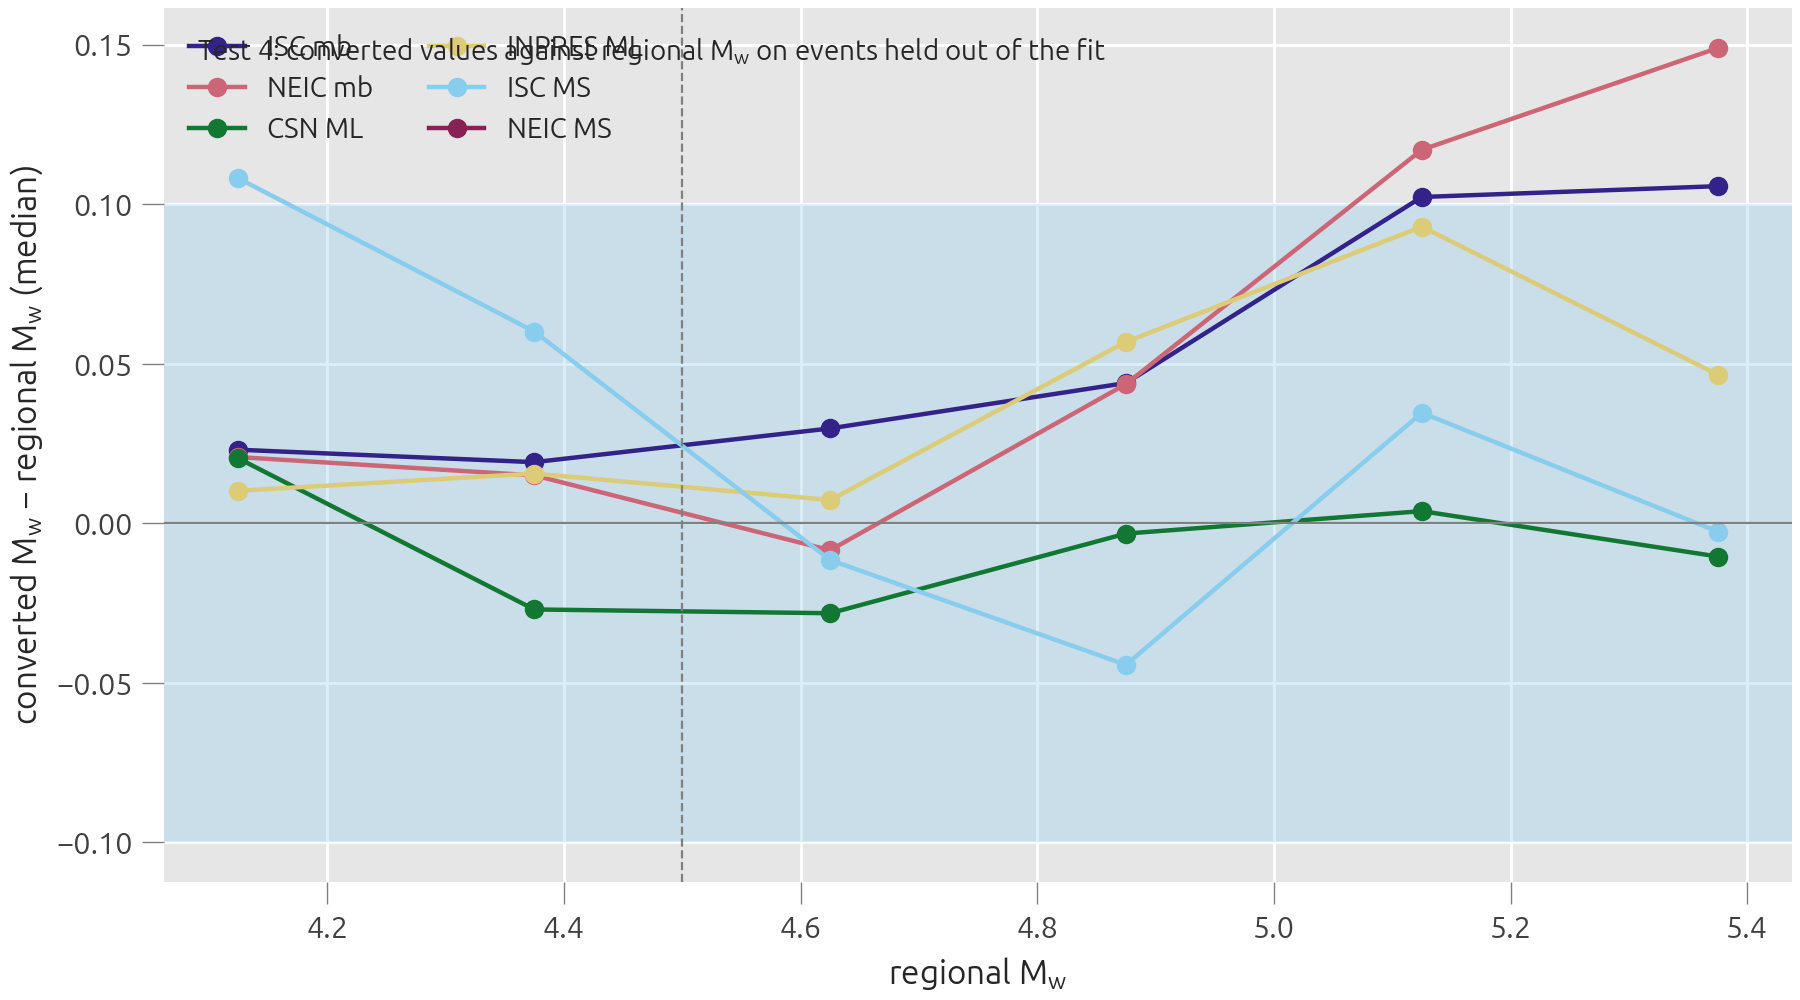 Test 4: converted values against regional Mw on events held out of the fit
ISC mb
NEIC mb
CSN ML
INPRES ML
ISC MS
NEIC MS
converted Mw – regional Mw (median)
0.15
0.10
0.05
0.00
−0.05
−0.10
4.2
4.4
4.6
4.8
5.0
5.2
5.4
regional Mw